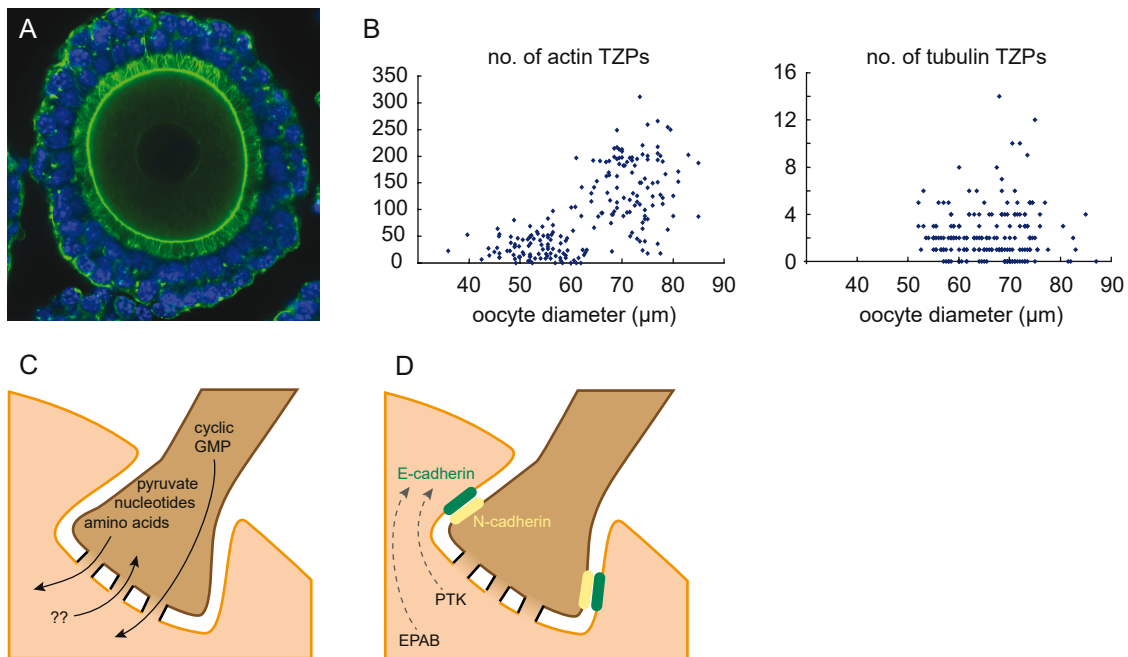 A
B
no. of actin TZPs
350
300
250
200
150
100
50
0
40
50
60
70
80
90
oocyte diameter (µm)
no. of tubulin TZPs
16
12
8
4
0
40
50
60
70
80
90
oocyte diameter (µm)
C
cyclic
GMP
pyruvate
nucleotides
amino acids
??
D
E-cadherin
N-cadherin
PTK
EPAB